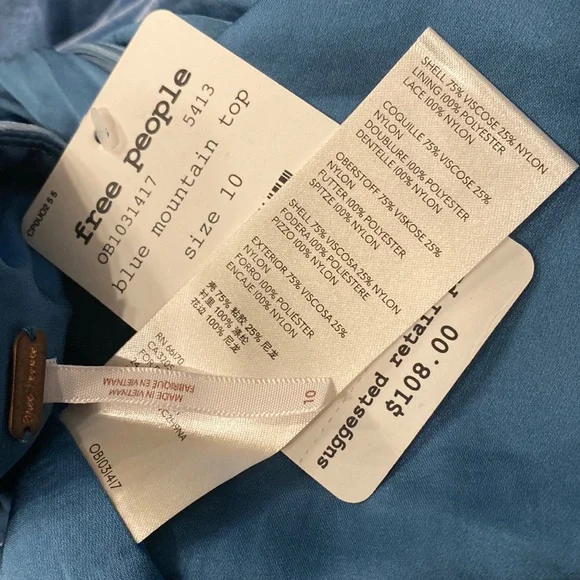 free people
OB1031417 5413
blue mountain top
size 10
CP0U0255
SHELL 75% VISCOSE 25% NYLON
LINING 100% POLYESTER
LACE 100% NYLON
COQUILLE 75% VISCOSE 25%
NYLON
DOUBLURE 100% POLYESTER
DENTELLE 100% NYLON
OBERSTOFF 75% VISKOSE 25%
NYLON
FUTTER 100% POLYESTER
SPITZE 100% NYLON
SHELL 75% VISCOSA 25% NYLON
FODERA 100% POLIESTERE
PIZZO 100% NYLON
EXTERIOR 75% VISCOSA 25%
NYLON
FORRO 100% POLIESTER
ENCAJE 100% NYLON
75% 粘胶 25% 尼龙
衬里 100% 涤纶
花边 100% 尼龙
RN 66170
OB1031417
MADE IN VIETNAM
FABRIQUE EN VIETNAM
10
suggested retail
$108.00